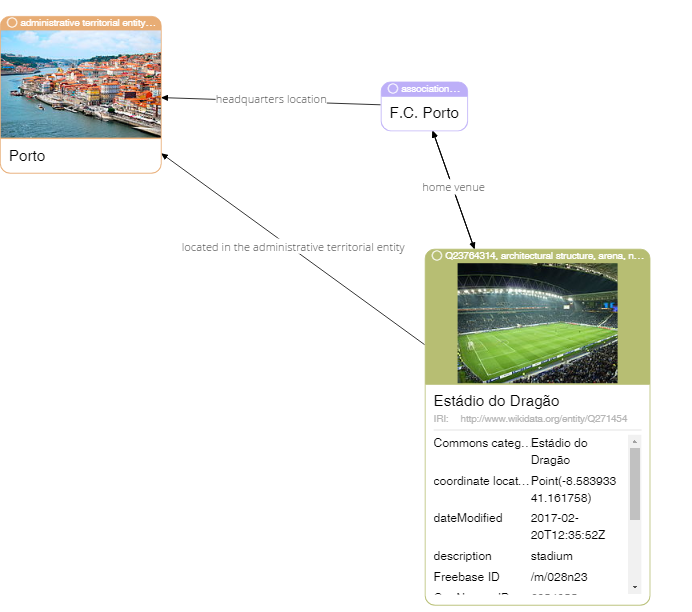 administrative territorial entity...
Porto
headquarters location
association...
F.C. Porto
home venue
located in the administrative territorial entity
Q23764314, architectural structure, arena, n...
Estádio do Dragão
IRI: http://www.wikidata.org/entity/Q271454
Commons categ... Estádio do
Dragão
coordinate locat... Point(-8.583933
41.161758)
dateModified 2017-02-
20T12:35:52Z
description stadium
Freebase ID /m/028n23